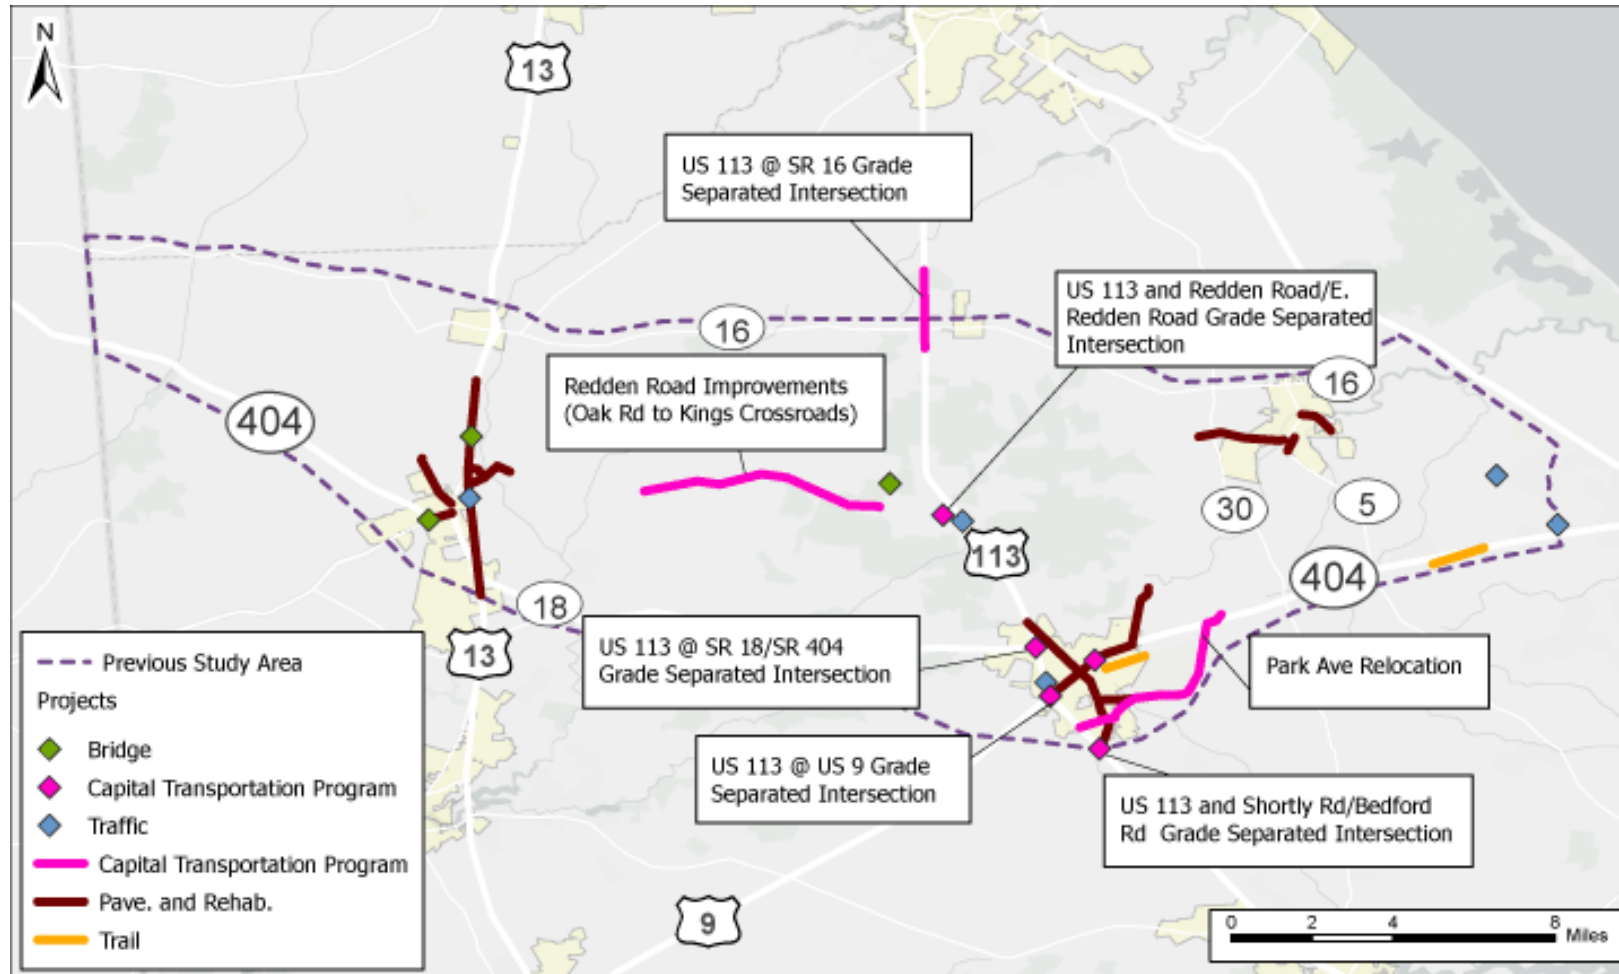 N
13
US 113 @ SR 16 Grade
Separated Intersection
US 113 and Redden Road/E.
Redden Road Grade Separated
Intersection
16
Redden Road Improvements
(Oak Rd to Kings Crossroads)
16
404
30
5
113
404
18
US 113 @ SR 18/SR 404
Grade Separated Intersection
13
Park Ave Relocation
US 113 @ US 9 Grade
Separated Intersection
US 113 and Shortly Rd/Bedford
Rd Grade Separated Intersection
9
Previous Study Area
Projects
Bridge
Capital Transportation Program
Traffic
Capital Transportation Program
Pave. and Rehab.
Trail
0 2 4 8
Miles